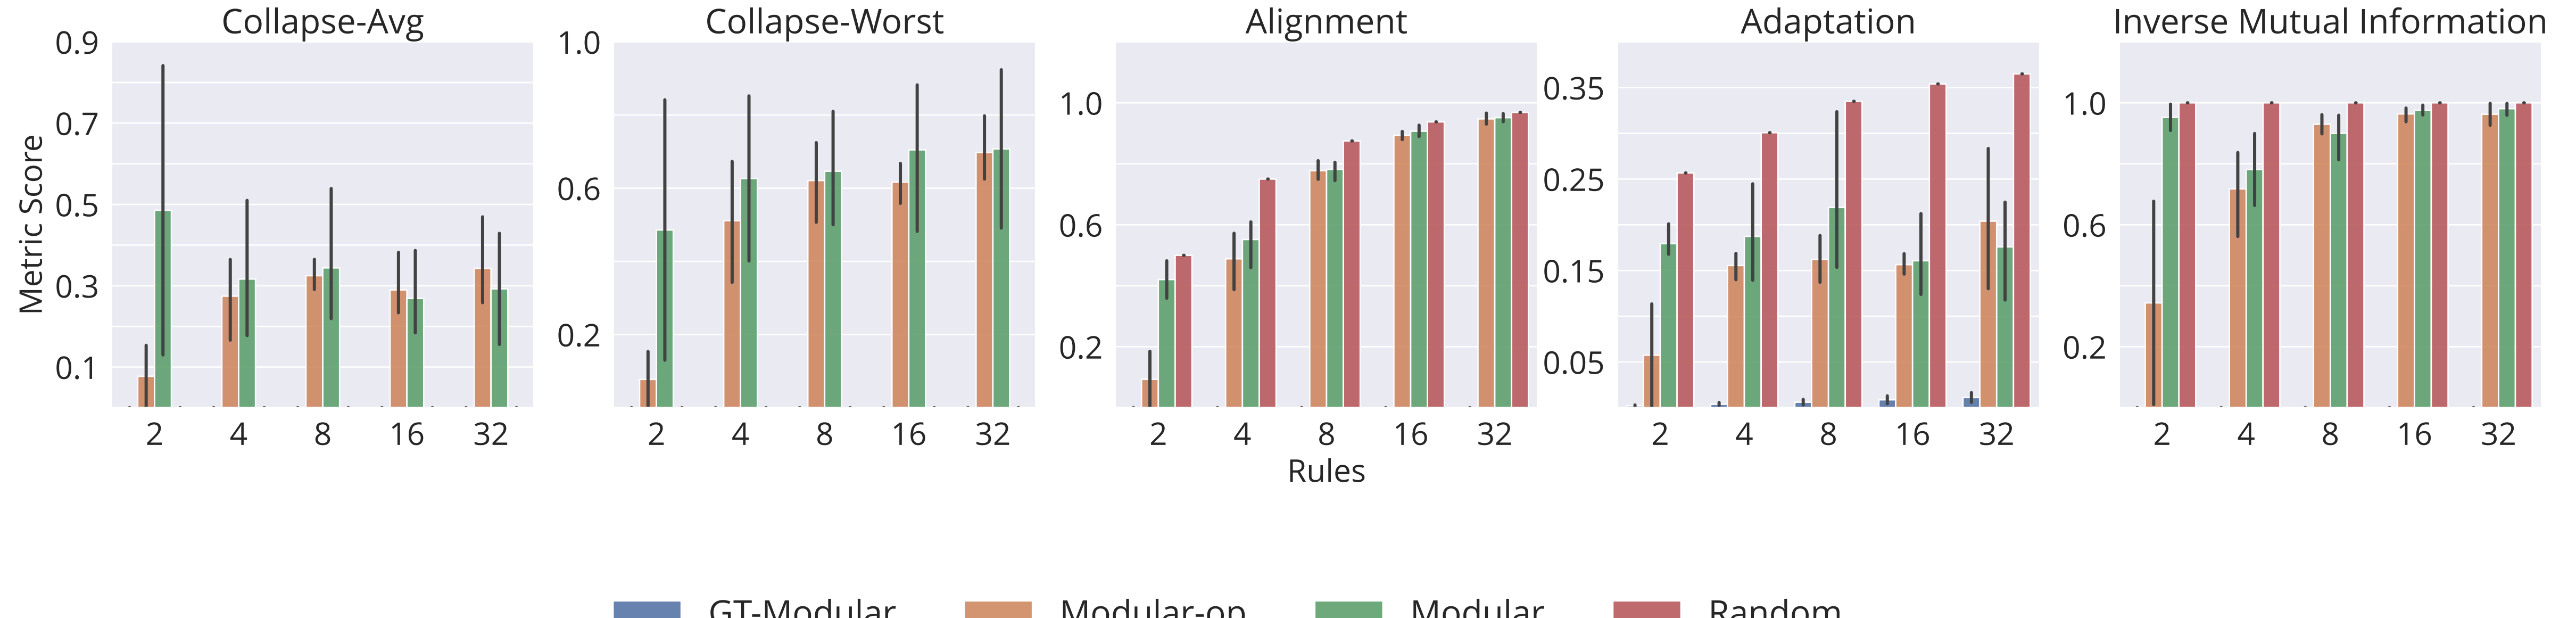 Collapse-Avg
Collapse-Worst
Alignment
Adaptation
Inverse Mutual Information
Metric Score
0.9
0.7
0.5
0.3
0.1
2 4 8 16 32
1.0
0.6
0.2
2 4 8 16 32
1.0
0.6
0.2
2 4 8 16 32
0.35
0.25
0.15
0.05
2 4 8 16 32
1.0
0.6
0.2
2 4 8 16 32
Rules
GT-Modular Modular-op Modular Random